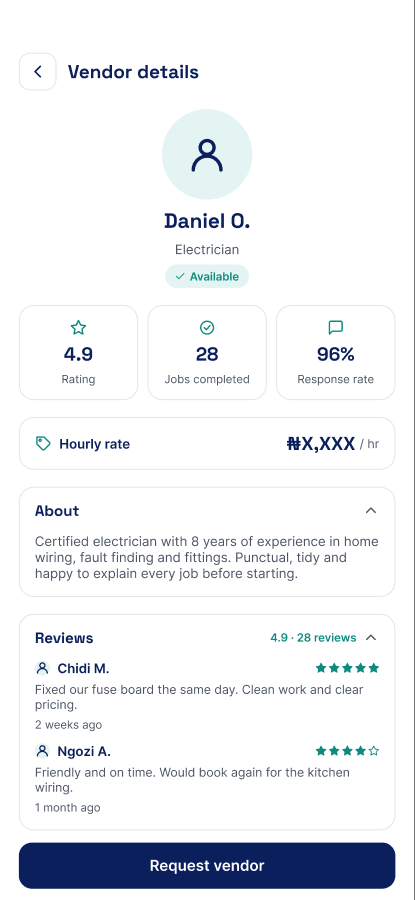 Vendor details
Daniel O.
Electrician
Available
4.9
Rating
28
Jobs completed
96%
Response rate
Hourly rate
₦X,XXX / hr
About
Certified electrician with 8 years of experience in home
wiring, fault finding and fittings. Punctual, tidy and
happy to explain every job before starting.
Reviews
4.9 · 28 reviews
Chidi M.
Fixed our fuse board the same day. Clean work and clear
pricing.
2 weeks ago
Ngozi A.
Friendly and on time. Would book again for the kitchen
wiring.
1 month ago
Request vendor